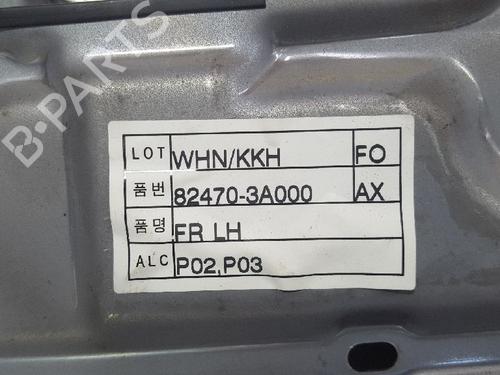 B-PARTS
LOT WHN/KKH FO
품번 82470-3A000 AX
품명 FR LH
ALC P02,P03